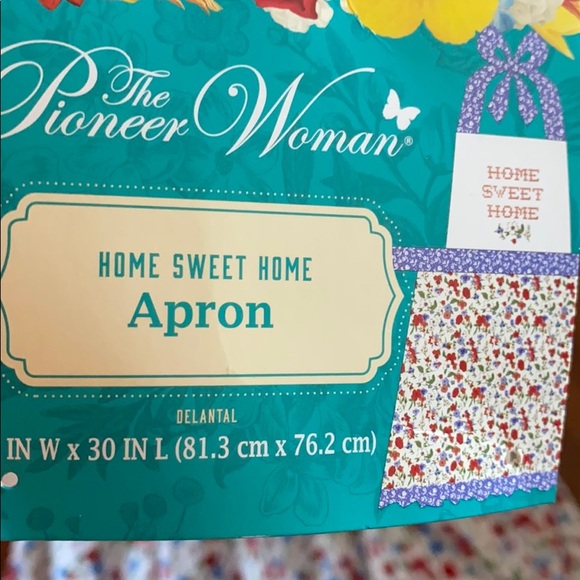 The
Pioneer Woman®
HOME SWEET HOME
Apron
DELANTAL
IN W x 30 IN L (81.3 cm x 76.2 cm)
HOME
SWEET
HOME